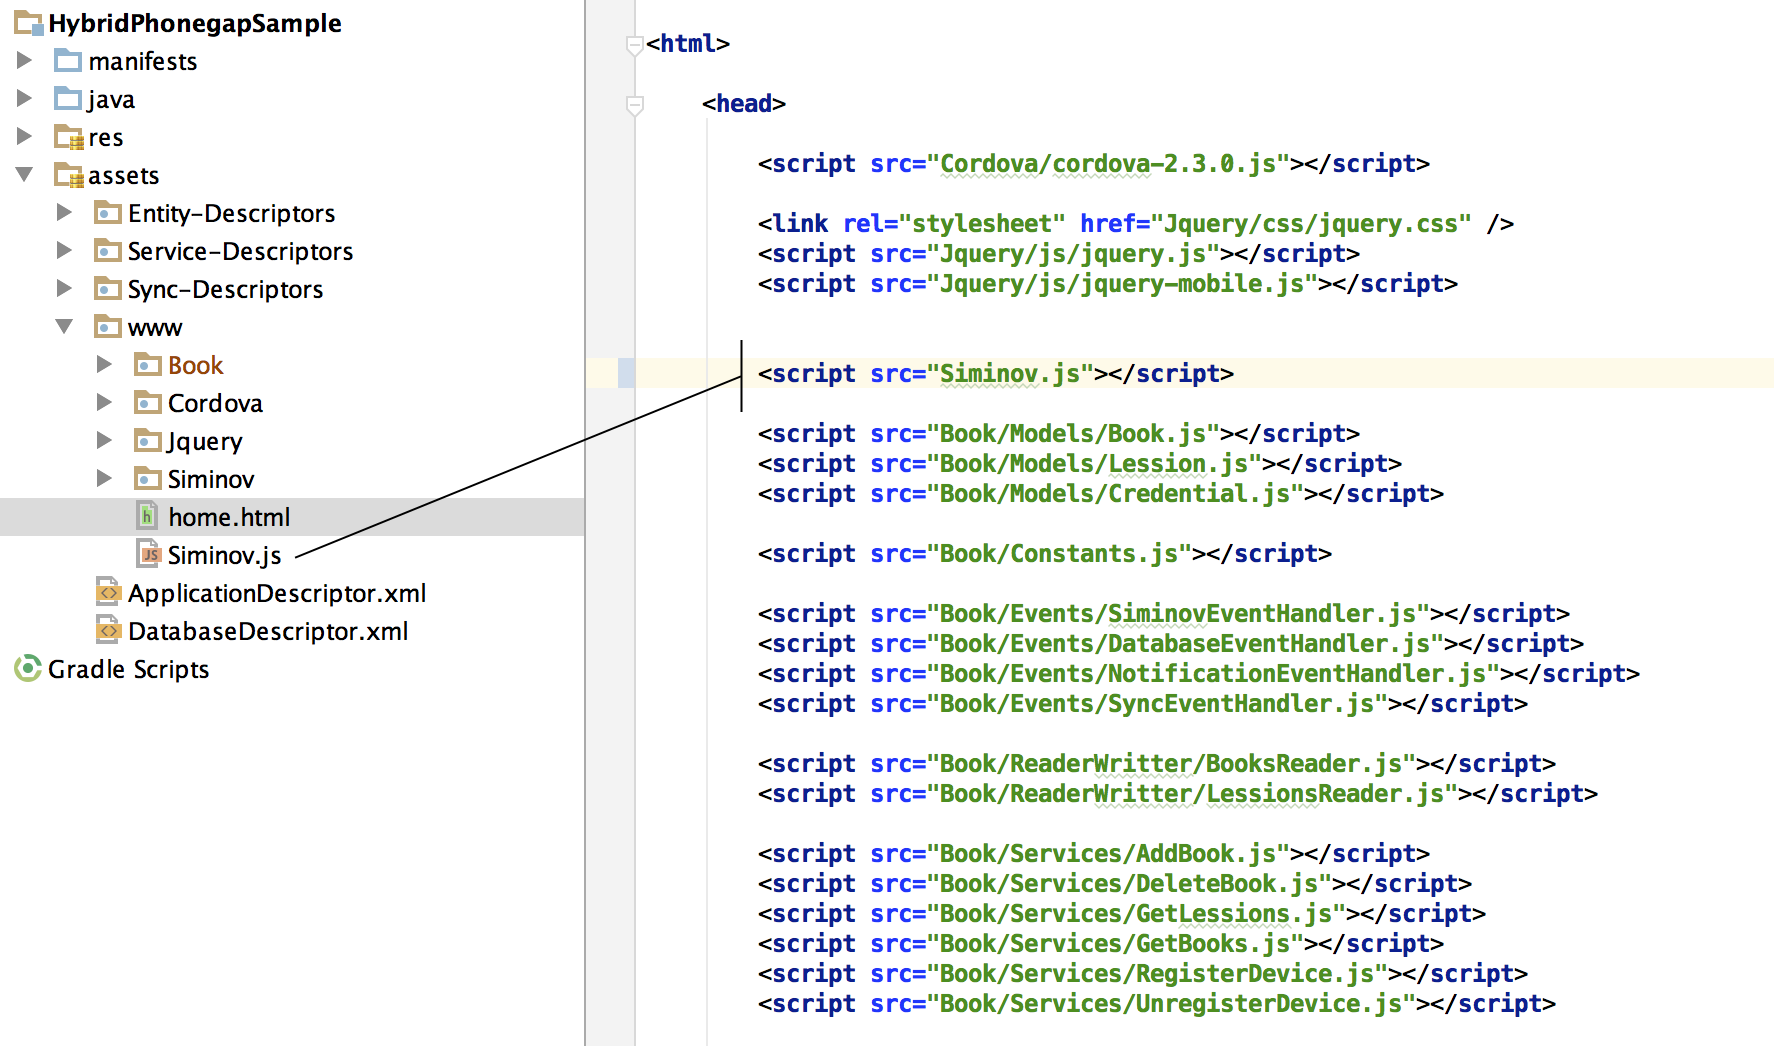 HybridPhonegapSample
manifests
java
res
assets
Entity-Descriptors
Service-Descriptors
Sync-Descriptors
www
Book
Cordova
Jquery
Siminov
home.html
Siminov.js
ApplicationDescriptor.xml
DatabaseDescriptor.xml
Gradle Scripts
<html>
<head>
<script src="Cordova/cordova-2.3.0.js"></script>
<link rel="stylesheet" href="Jquery/css/jquery.css" />
<script src="Jquery/js/jquery.js"></script>
<script src="Jquery/js/jquery-mobile.js"></script>
<script src="Siminov.js"></script>
<script src="Book/Models/Book.js"></script>
<script src="Book/Models/Lession.js"></script>
<script src="Book/Models/Credential.js"></script>
<script src="Book/Constants.js"></script>
<script src="Book/Events/SiminovEventHandler.js"></script>
<script src="Book/Events/DatabaseEventHandler.js"></script>
<script src="Book/Events/NotificationEventHandler.js"></script>
<script src="Book/Events/SyncEventHandler.js"></script>
<script src="Book/ReaderWritter/BooksReader.js"></script>
<script src="Book/ReaderWritter/LessionsReader.js"></script>
<script src="Book/Services/AddBook.js"></script>
<script src="Book/Services/DeleteBook.js"></script>
<script src="Book/Services/GetLessions.js"></script>
<script src="Book/Services/GetBooks.js"></script>
<script src="Book/Services/RegisterDevice.js"></script>
<script src="Book/Services/UnregisterDevice.js"></script>